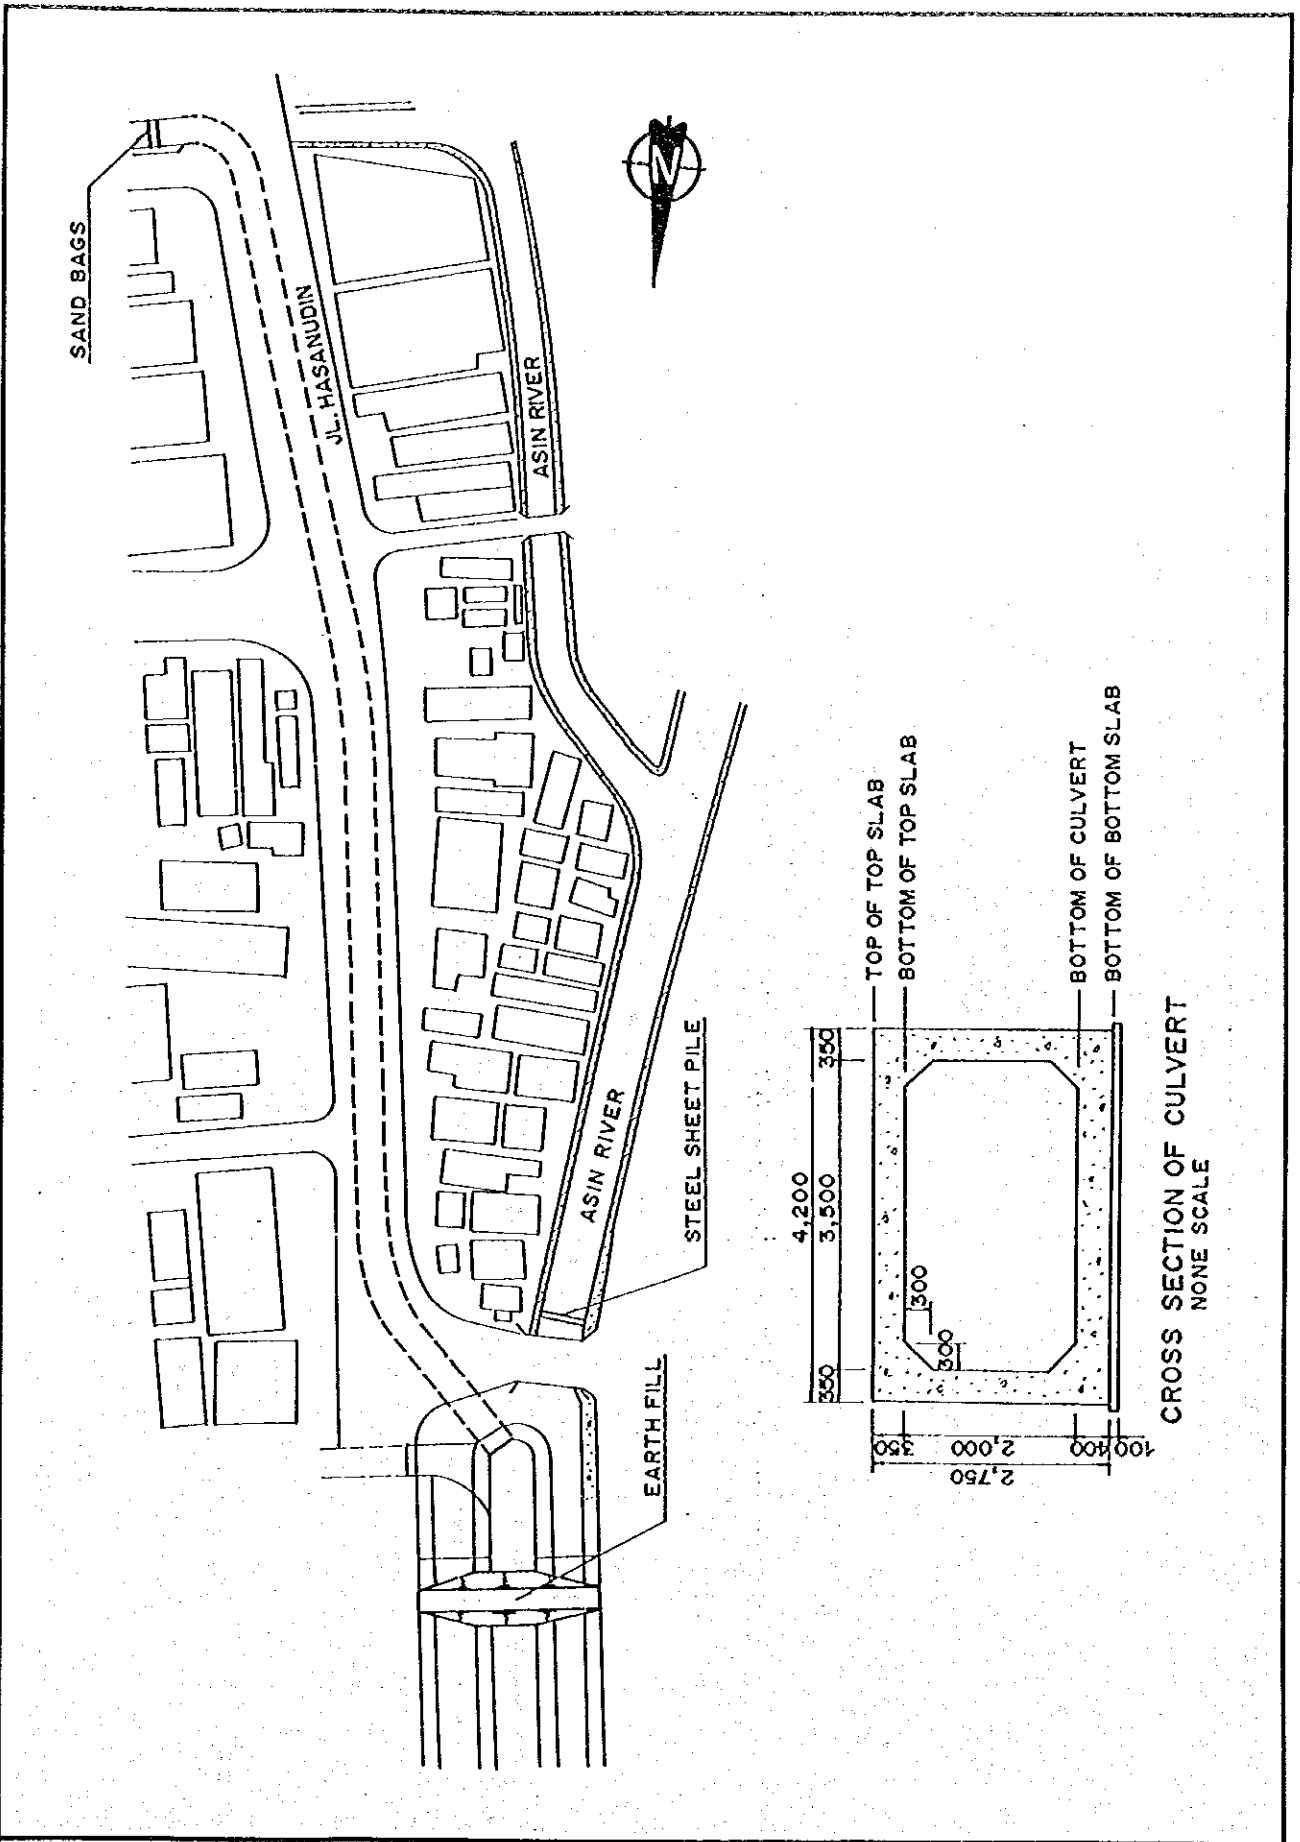 SAND BAGS
JL. HASANUDIN
N
ASIN RIVER
ASIN RIVER
STEEL SHEET PILE
EARTH FILL
TOP OF TOP SLAB
BOTTOM OF TOP SLAB
BOTTOM OF CULVERT
BOTTOM OF BOTTOM SLAB
4,200
350
3,500
350
300
300
2,750
350
2,000
400
100
CROSS SECTION OF CULVERT
NONE SCALE